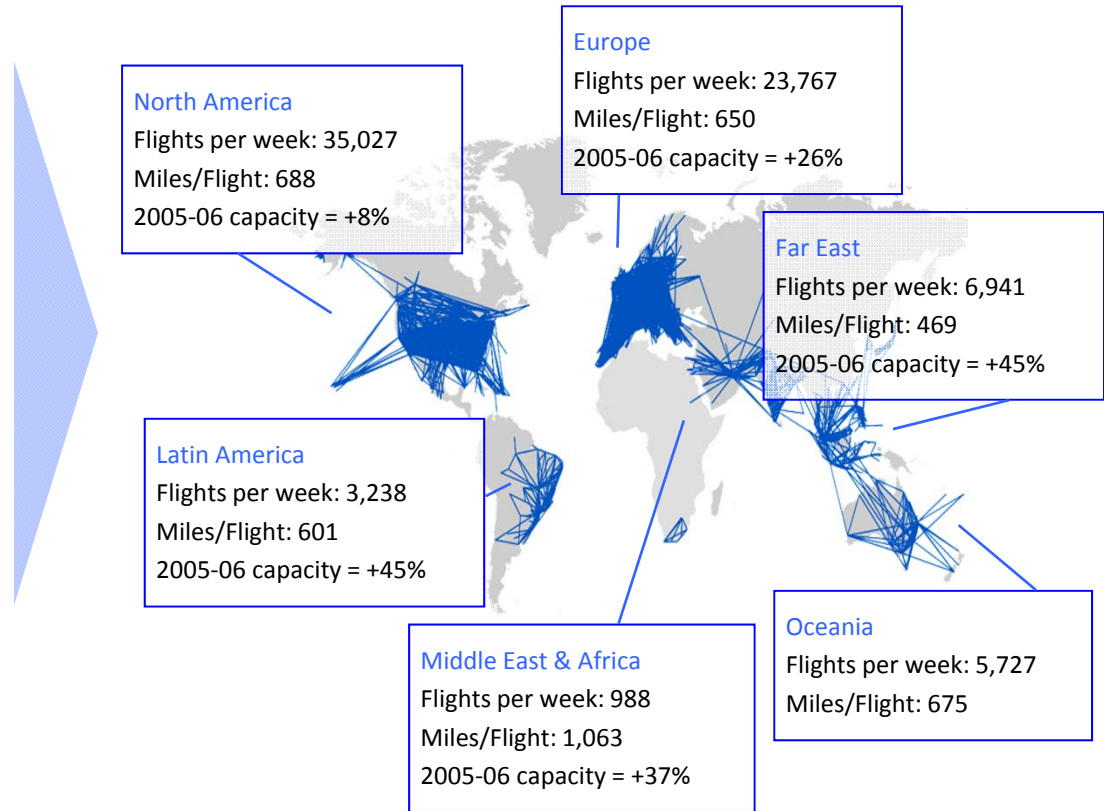 Europe
Flights per week: 23,767
Miles/Flight: 650
2005-06 capacity = +26%
North America
Flights per week: 35,027
Miles/Flight: 688
2005-06 capacity = +8%
Far East
Flights per week: 6,941
Miles/Flight: 469
2005-06 capacity = +45%
Latin America
Flights per week: 3,238
Miles/Flight: 601
2005-06 capacity = +45%
Oceania
Flights per week: 5,727
Miles/Flight: 675
Middle East & Africa
Flights per week: 988
Miles/Flight: 1,063
2005-06 capacity = +37%